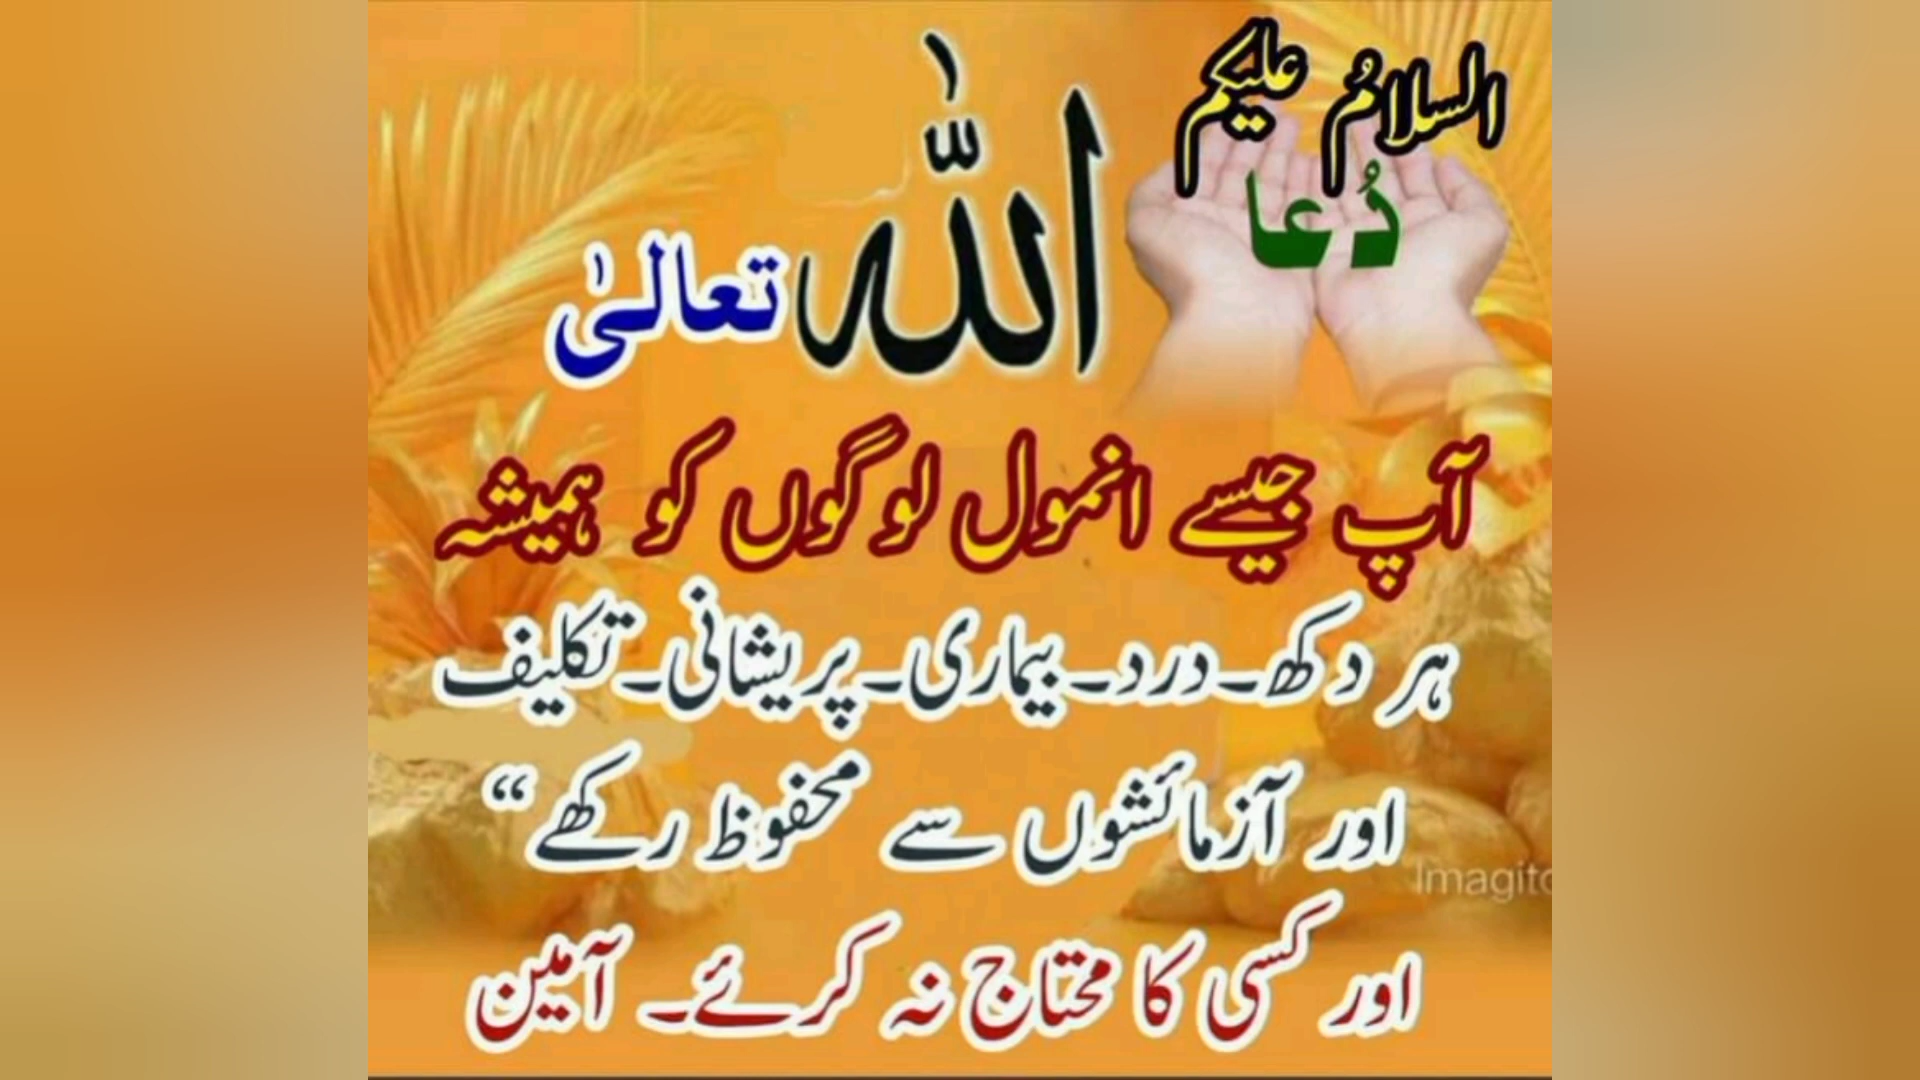 السلامُ علیکم
دُعا
اللہ تعالیٰ
آپ جیسے انمول لوگوں کو ہمیشہ
ہر دکھ۔درد۔بیماری۔پریشانی۔تکلیف
اور آزمائشوں سے محفوظ رکھے“
Imagito
اور کسی کا محتاج نہ کرئے۔ آمین